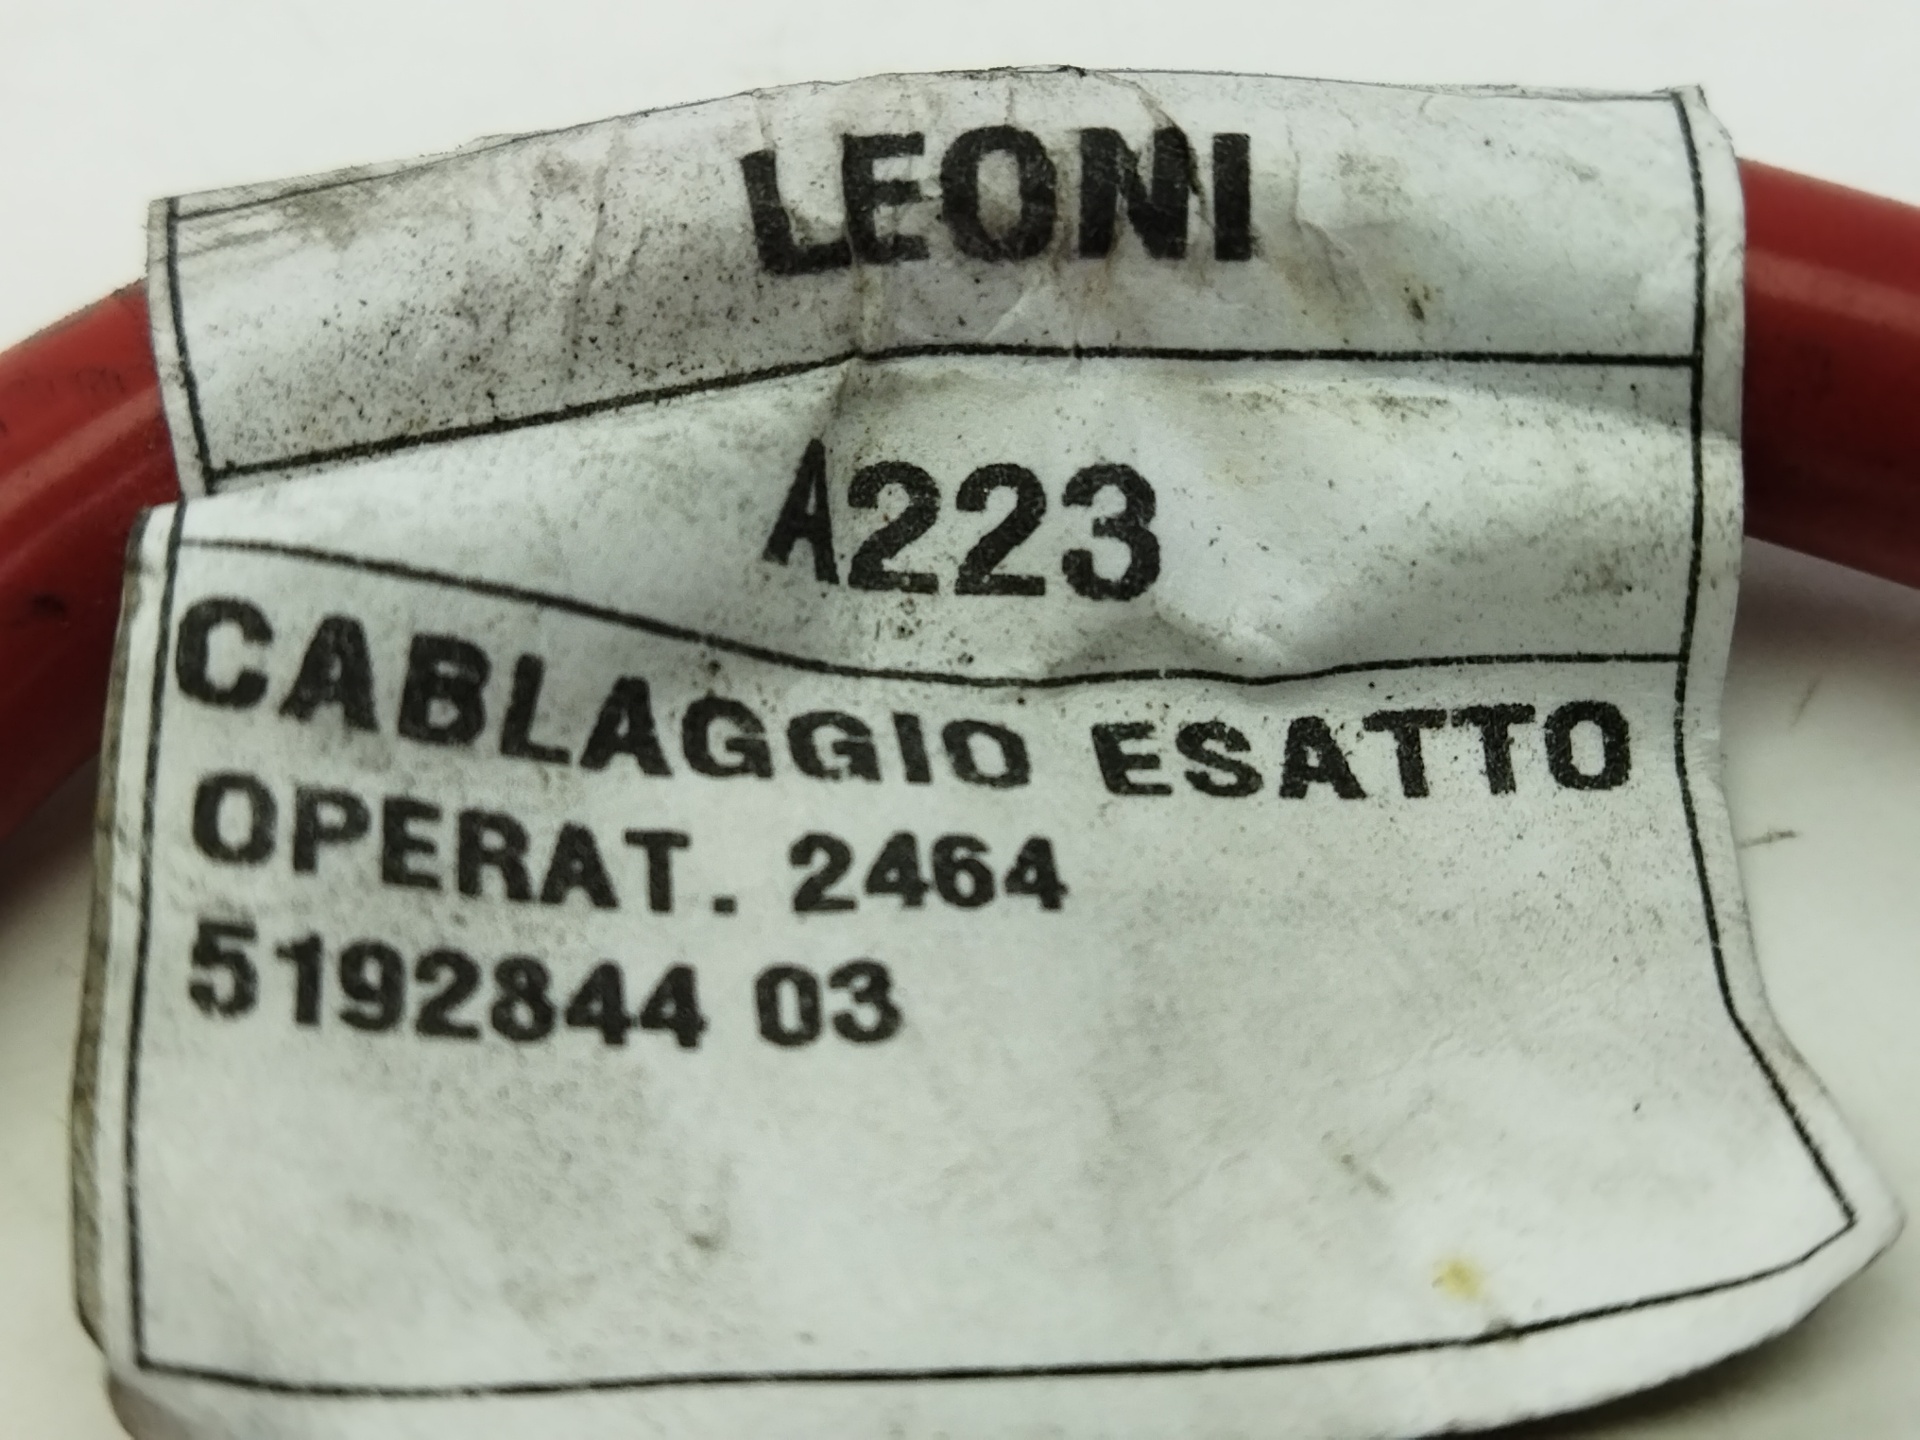 LEONI
A223
CABLAGGIO ESATTO
OPERAT. 2464
5192844 03